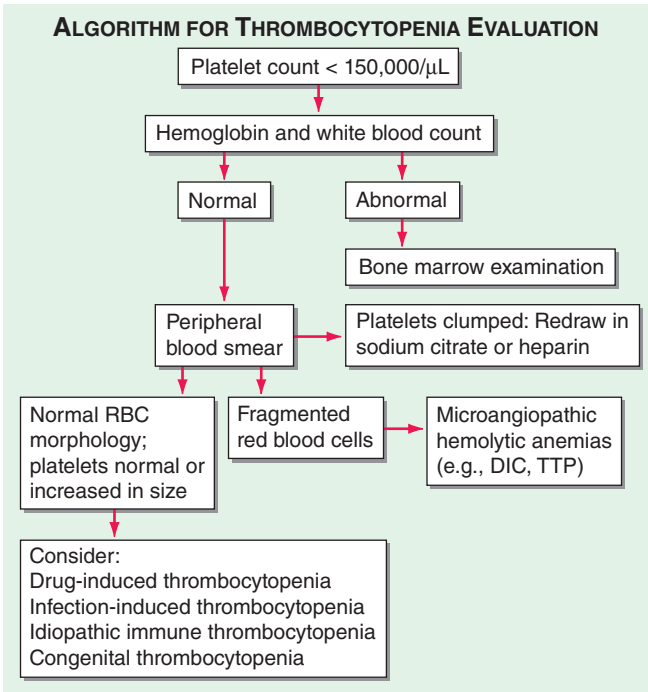 ALGORITHM FOR THROMBOCYTOPENIA EVALUATION
Platelet count < 150,000/μL
Hemoglobin and white blood count
Normal
Abnormal
Bone marrow examination
Peripheral
blood smear
Platelets clumped: Redraw in
sodium citrate or heparin
Normal RBC
morphology;
platelets normal or
increased in size
Fragmented
red blood cells
Microangiopathic
hemolytic anemias
(e.g., DIC, TTP)
Consider:
Drug-induced thrombocytopenia
Infection-induced thrombocytopenia
Idiopathic immune thrombocytopenia
Congenital thrombocytopenia